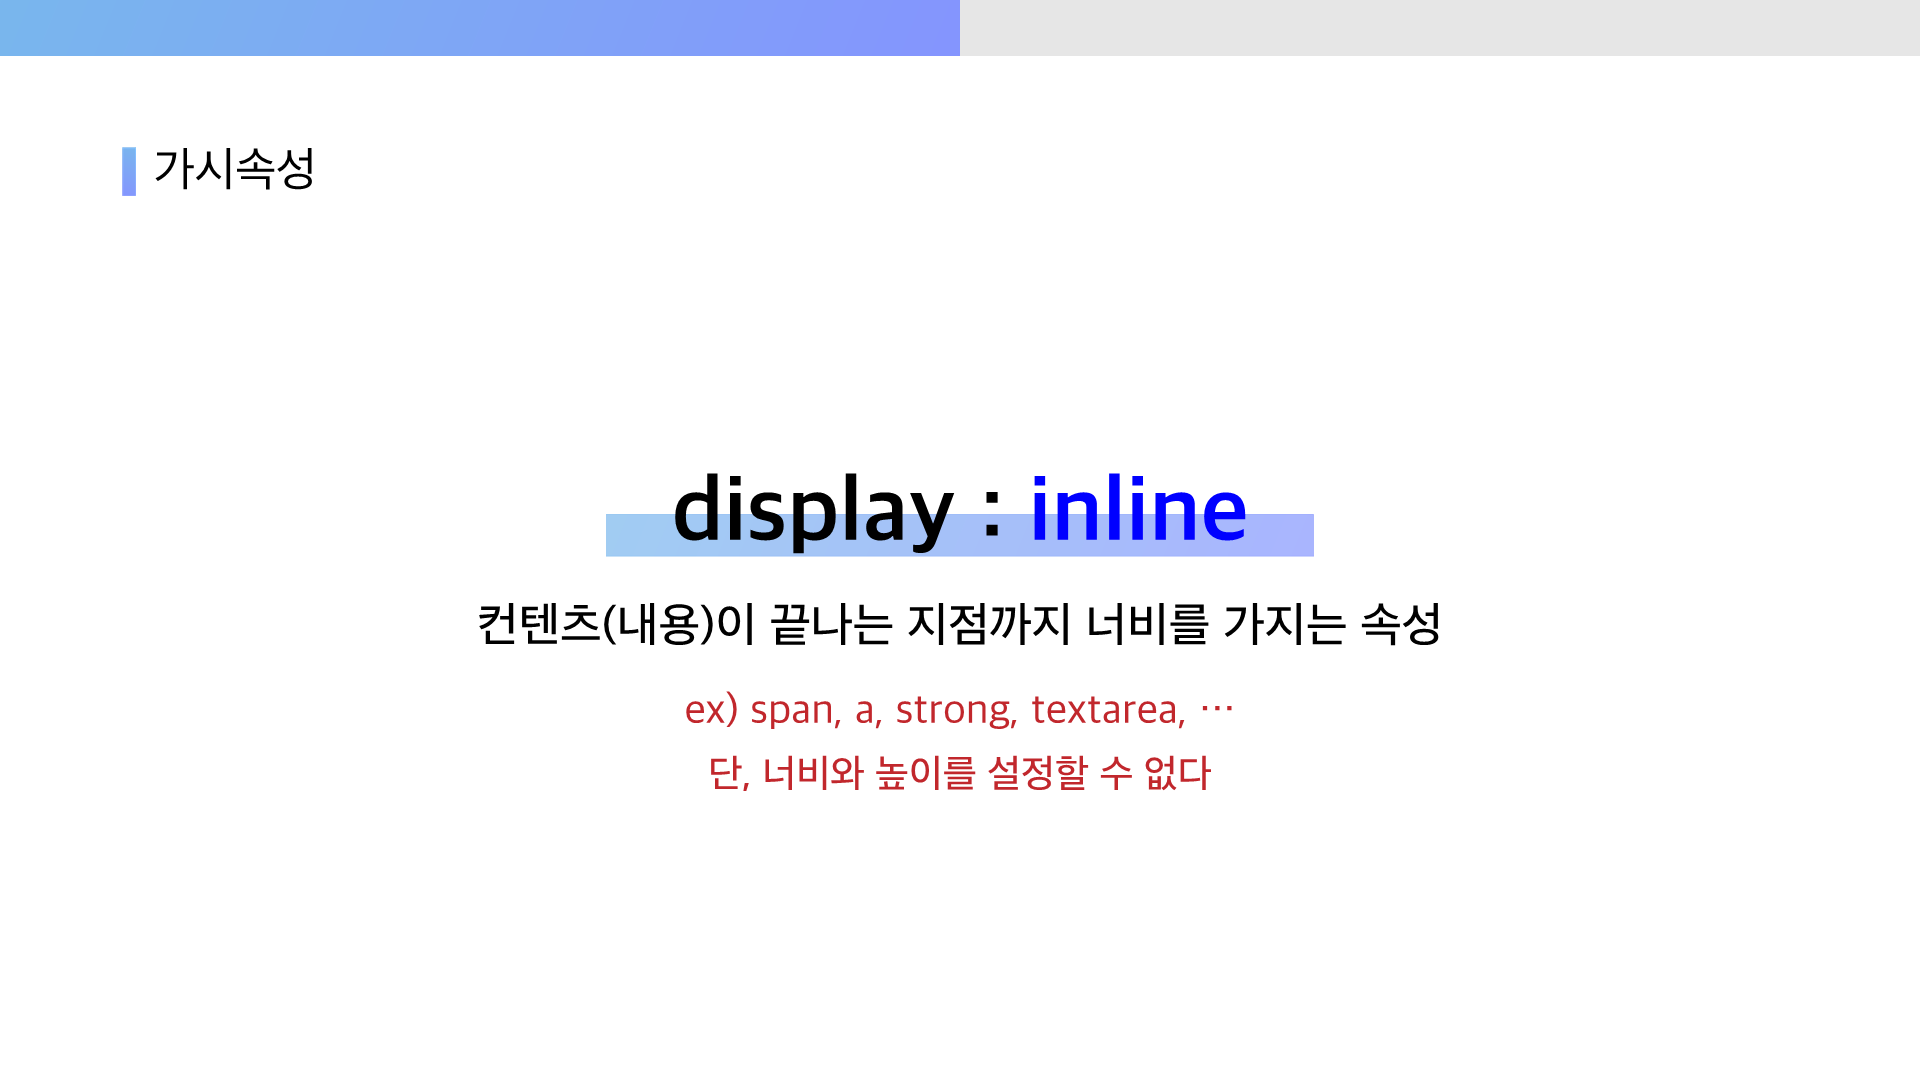 가시속성
display : inline
컨텐츠(내용)이 끝나는 지점까지 너비를 가지는 속성
ex) span, a, strong, textarea, ⋯
단, 너비와 높이를 설정할 수 없다